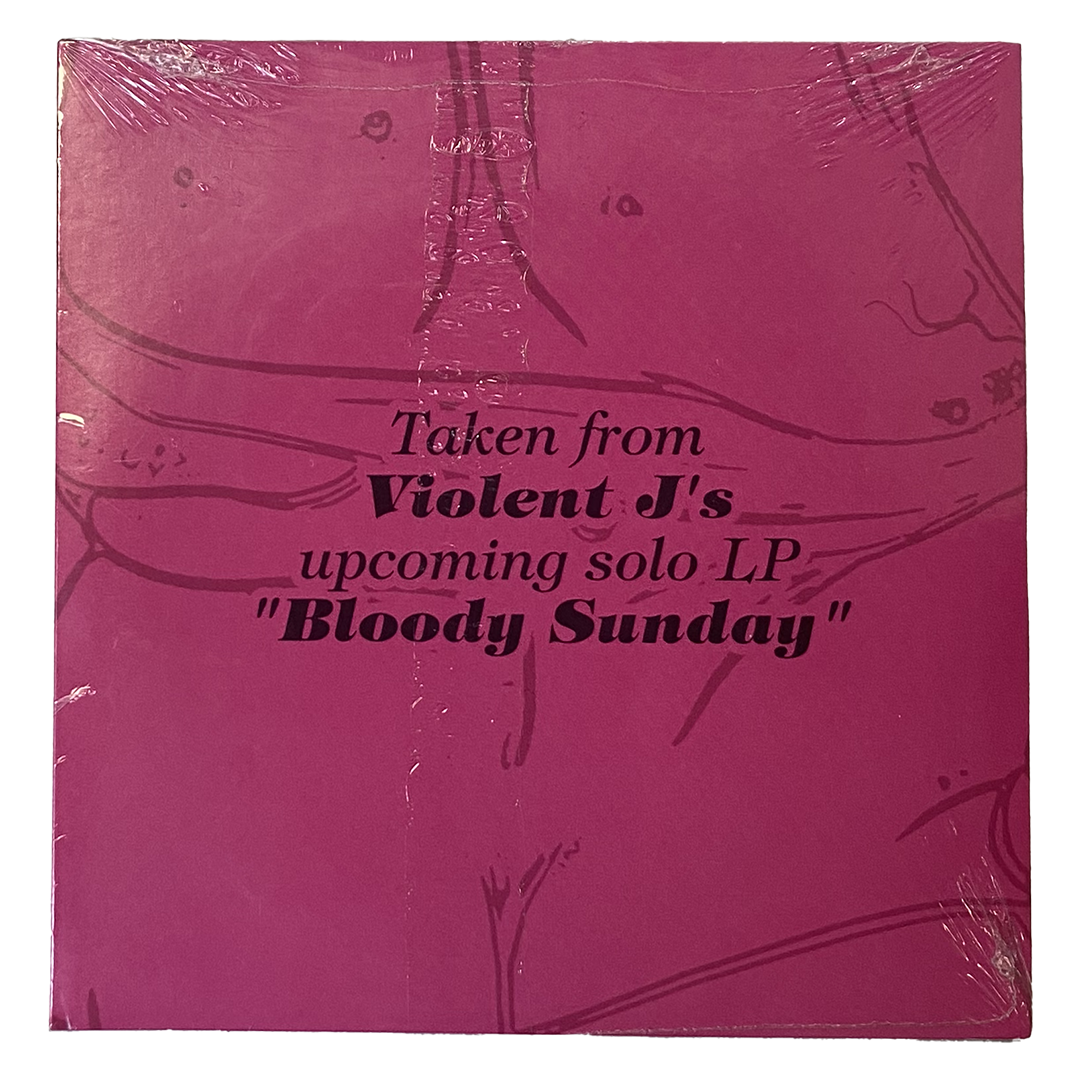 Taken from
Violent J's
upcoming solo LP
"Bloody Sunday"